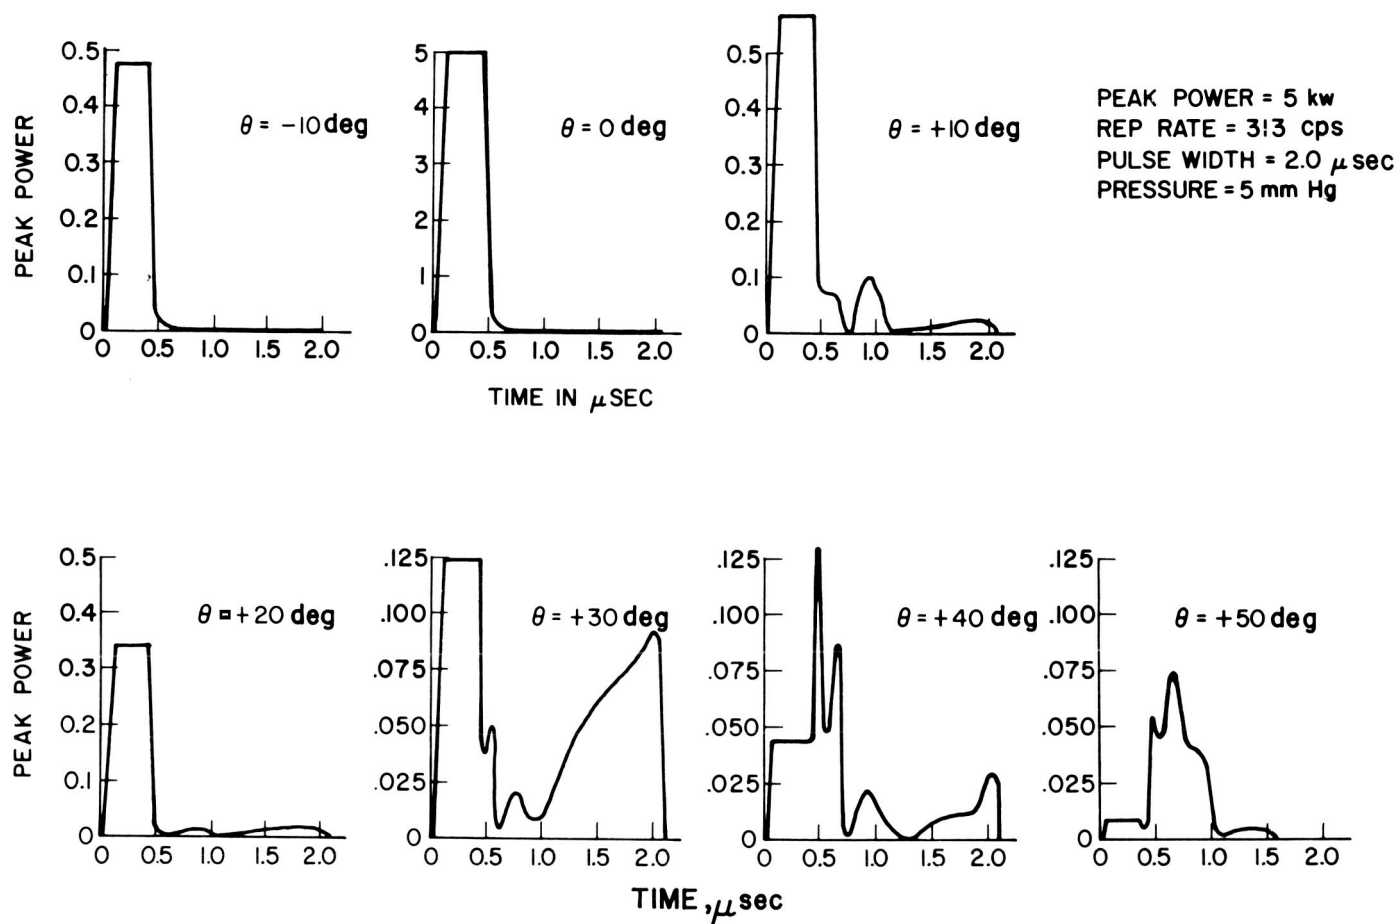 0.5
0.4
0.3
0.2
0.1
0
PEAK POWER
θ = -10 deg
0 0.5 1.0 1.5 2.0
5
4
3
2
1
0
θ = 0 deg
0 0.5 1.0 1.5 2.0
TIME IN μSEC
0.5
0.4
0.3
0.2
0.1
0
θ = +10 deg
0 0.5 1.0 1.5 2.0
PEAK POWER = 5 kw
REP RATE = 313 cps
PULSE WIDTH = 2.0 μsec
PRESSURE = 5 mm Hg
0.5
0.4
0.3
0.2
0.1
0
PEAK POWER
θ = +20 deg
0 0.5 1.0 1.5 2.0
.125
.100
.075
.050
.025
0
θ = +30 deg
0 0.5 1.0 1.5 2.0
.125
.100
.075
.050
.025
0
θ = +40 deg
0 0.5 1.0 1.5 2.0
.125
.100
.075
.050
.025
0
θ = +50 deg
0 0.5 1.0 1.5 2.0
TIME, μsec